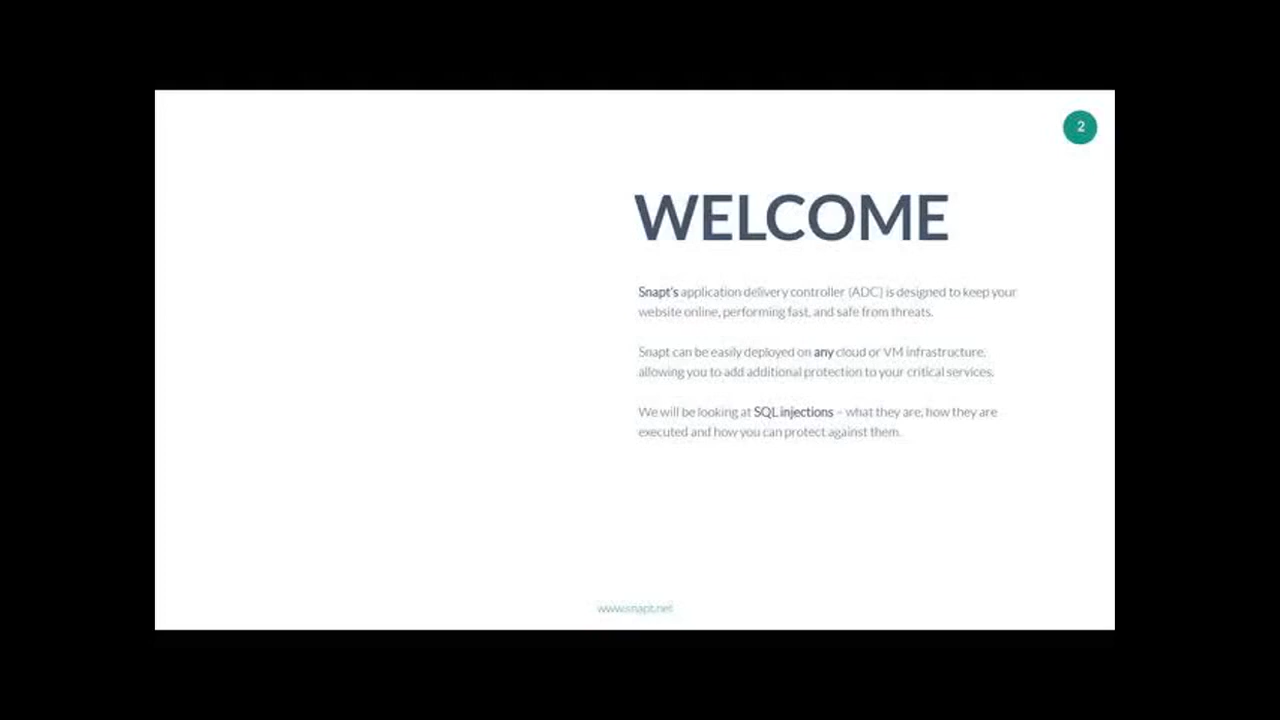 2
WELCOME
Snapt's application delivery controller (ADC) is designed to keep your
website online, performing fast, and safe from threats.
Snapt can be easily deployed on any cloud or VM infrastructure,
allowing you to add additional protection to your critical services.
We will be looking at SQL injections – what they are, how they are
executed and how you can protect against them.
www.snapt.net